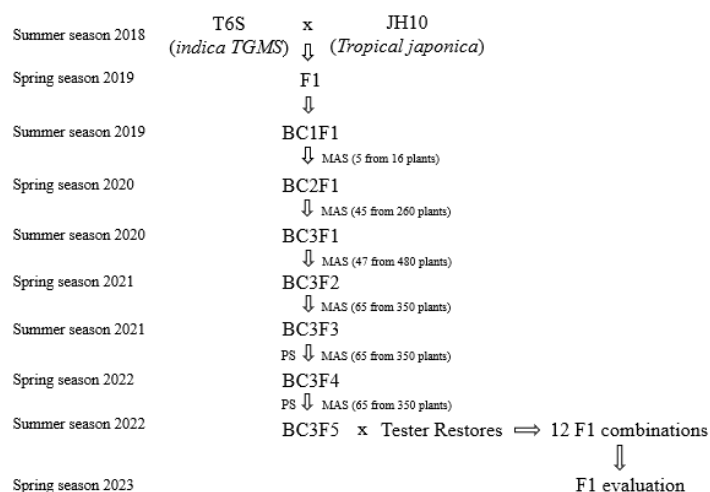 Summer season 2018 T6S x JH10
(indica TGMS) ⇩ (Tropical japonica)
Spring season 2019 F1
⇩
Summer season 2019 BC1F1
⇩ MAS (5 from 16 plants)
Spring season 2020 BC2F1
⇩ MAS (45 from 260 plants)
Summer season 2020 BC3F1
⇩ MAS (47 from 480 plants)
Spring season 2021 BC3F2
⇩ MAS (65 from 350 plants)
Summer season 2021 BC3F3
PS ⇩ MAS (65 from 350 plants)
Spring season 2022 BC3F4
PS ⇩ MAS (65 from 350 plants)
Summer season 2022 BC3F5 x Tester Restores ⇒ 12 F1 combinations
⇩
Spring season 2023 F1 evaluation